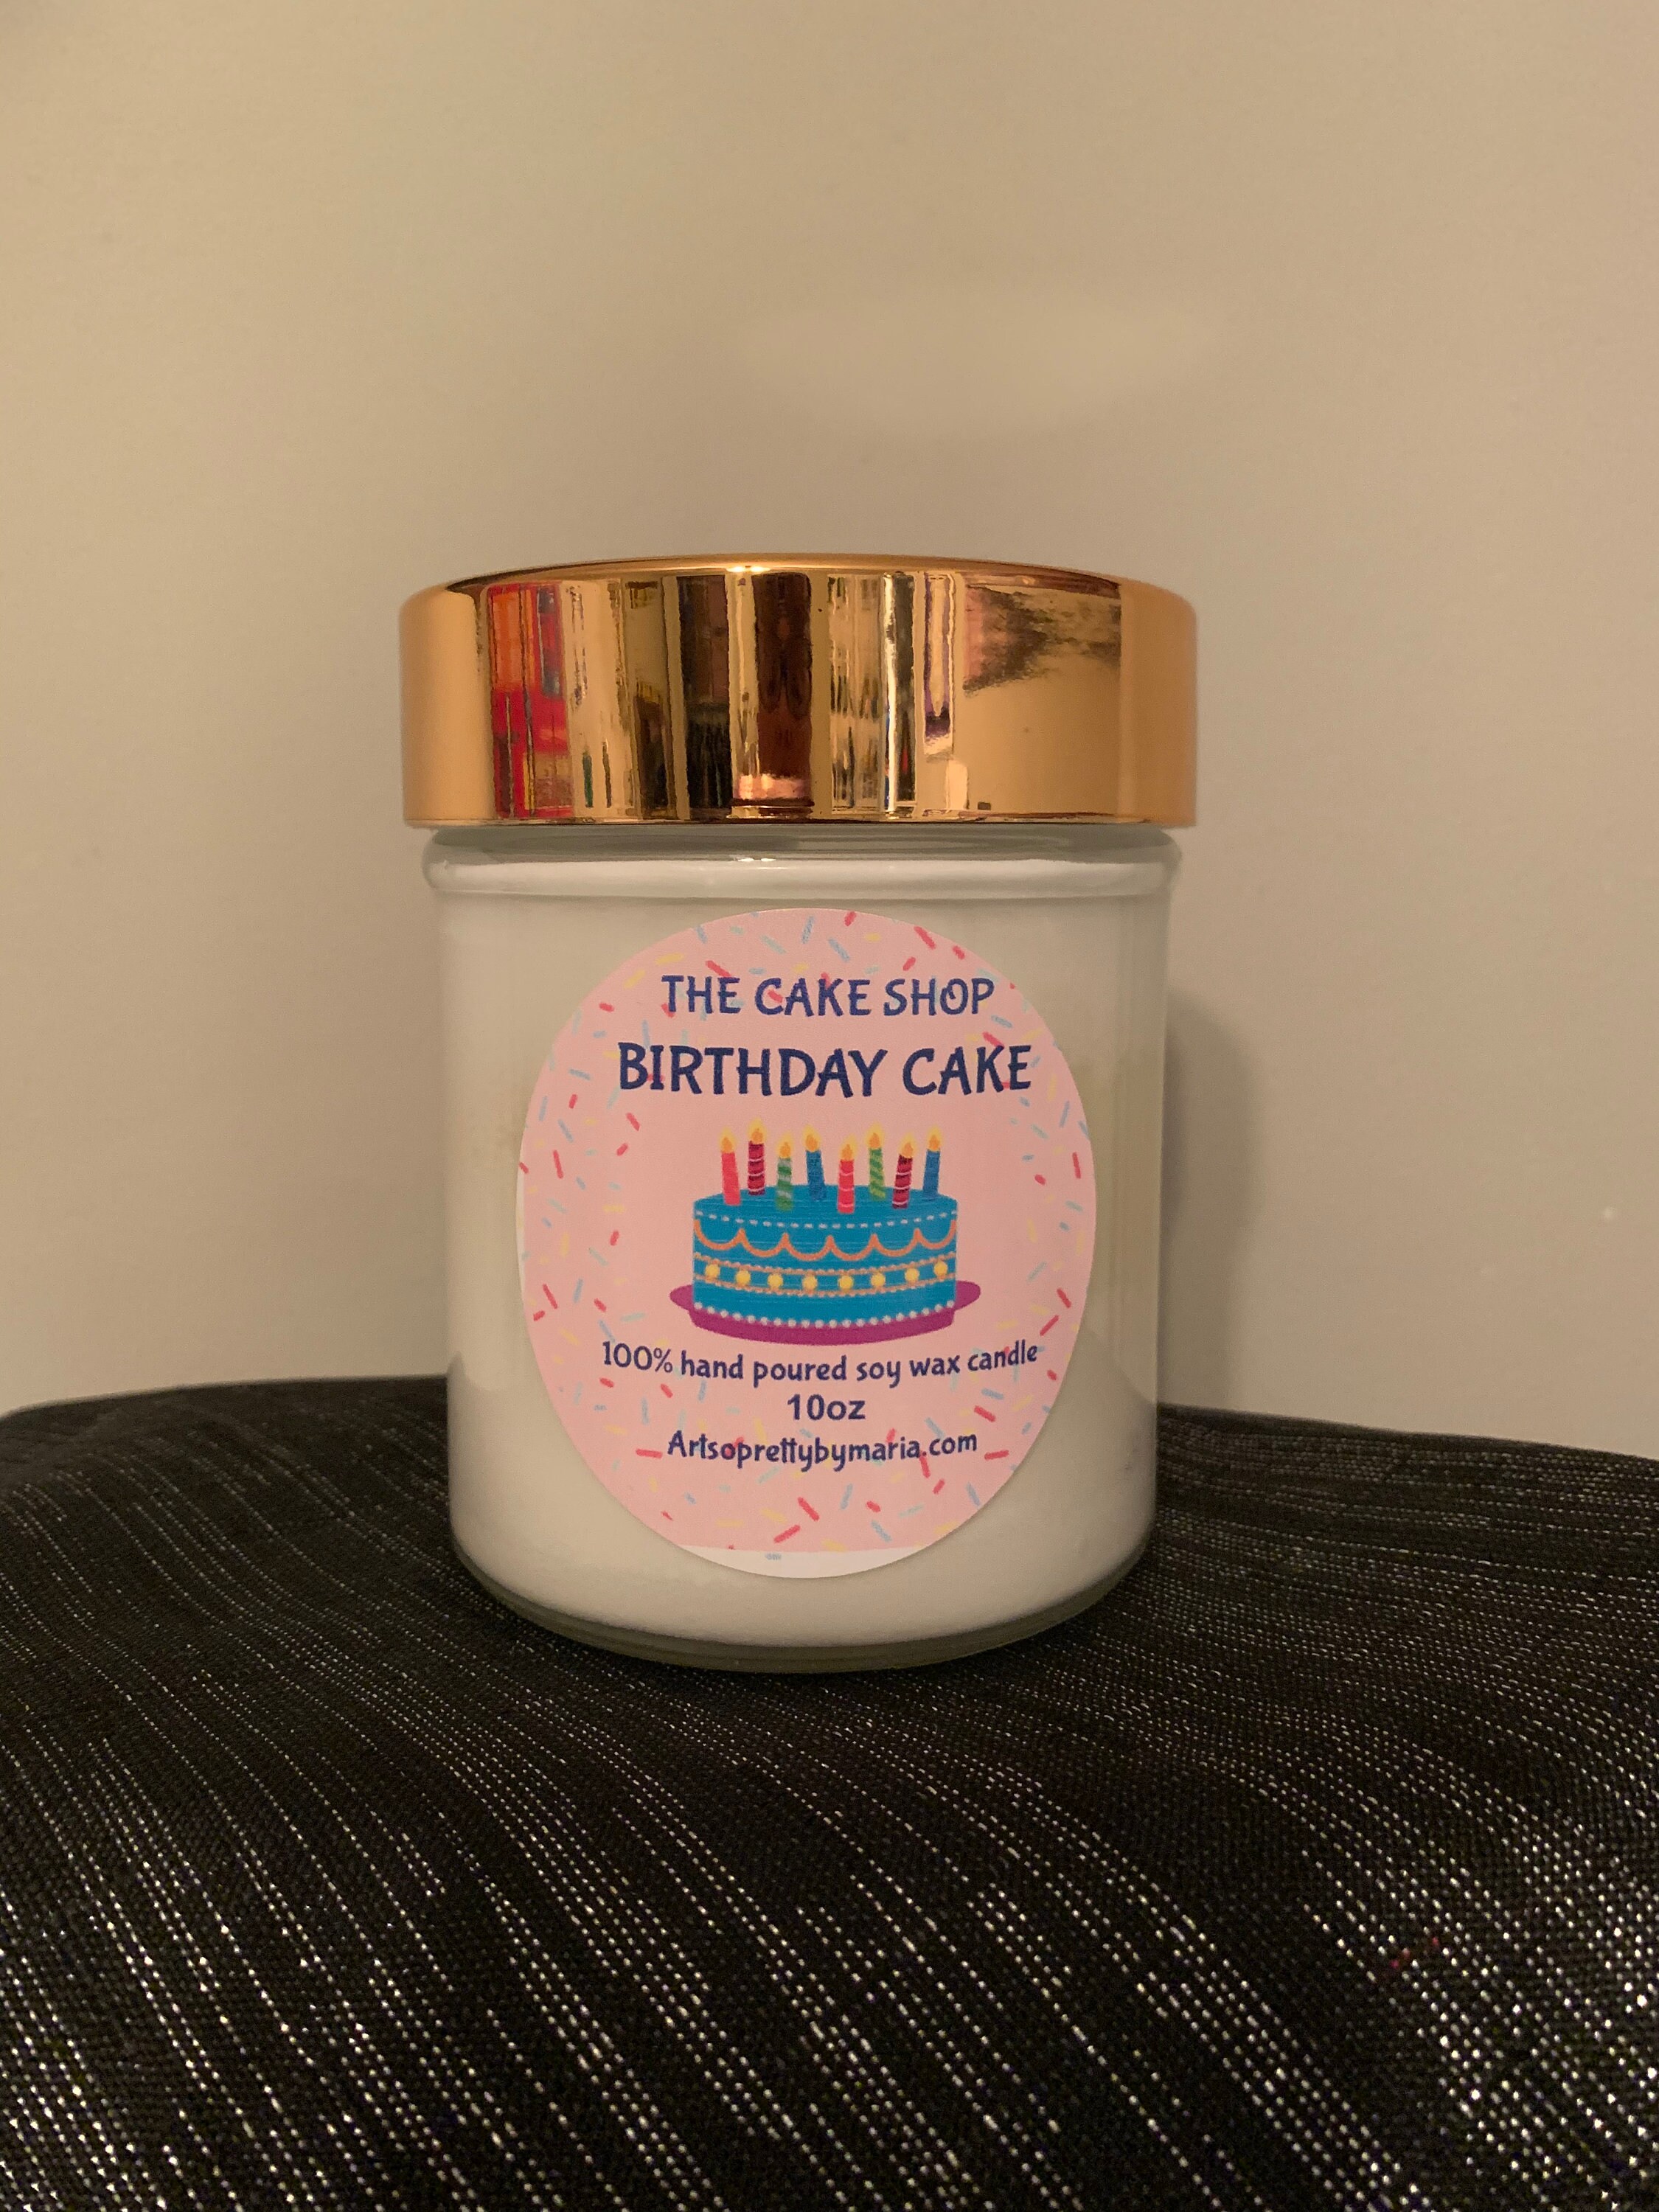 THE CAKE SHOP
BIRTHDAY CAKE
100% hand poured soy wax candle
10oz
Artsoprettybymaria.com